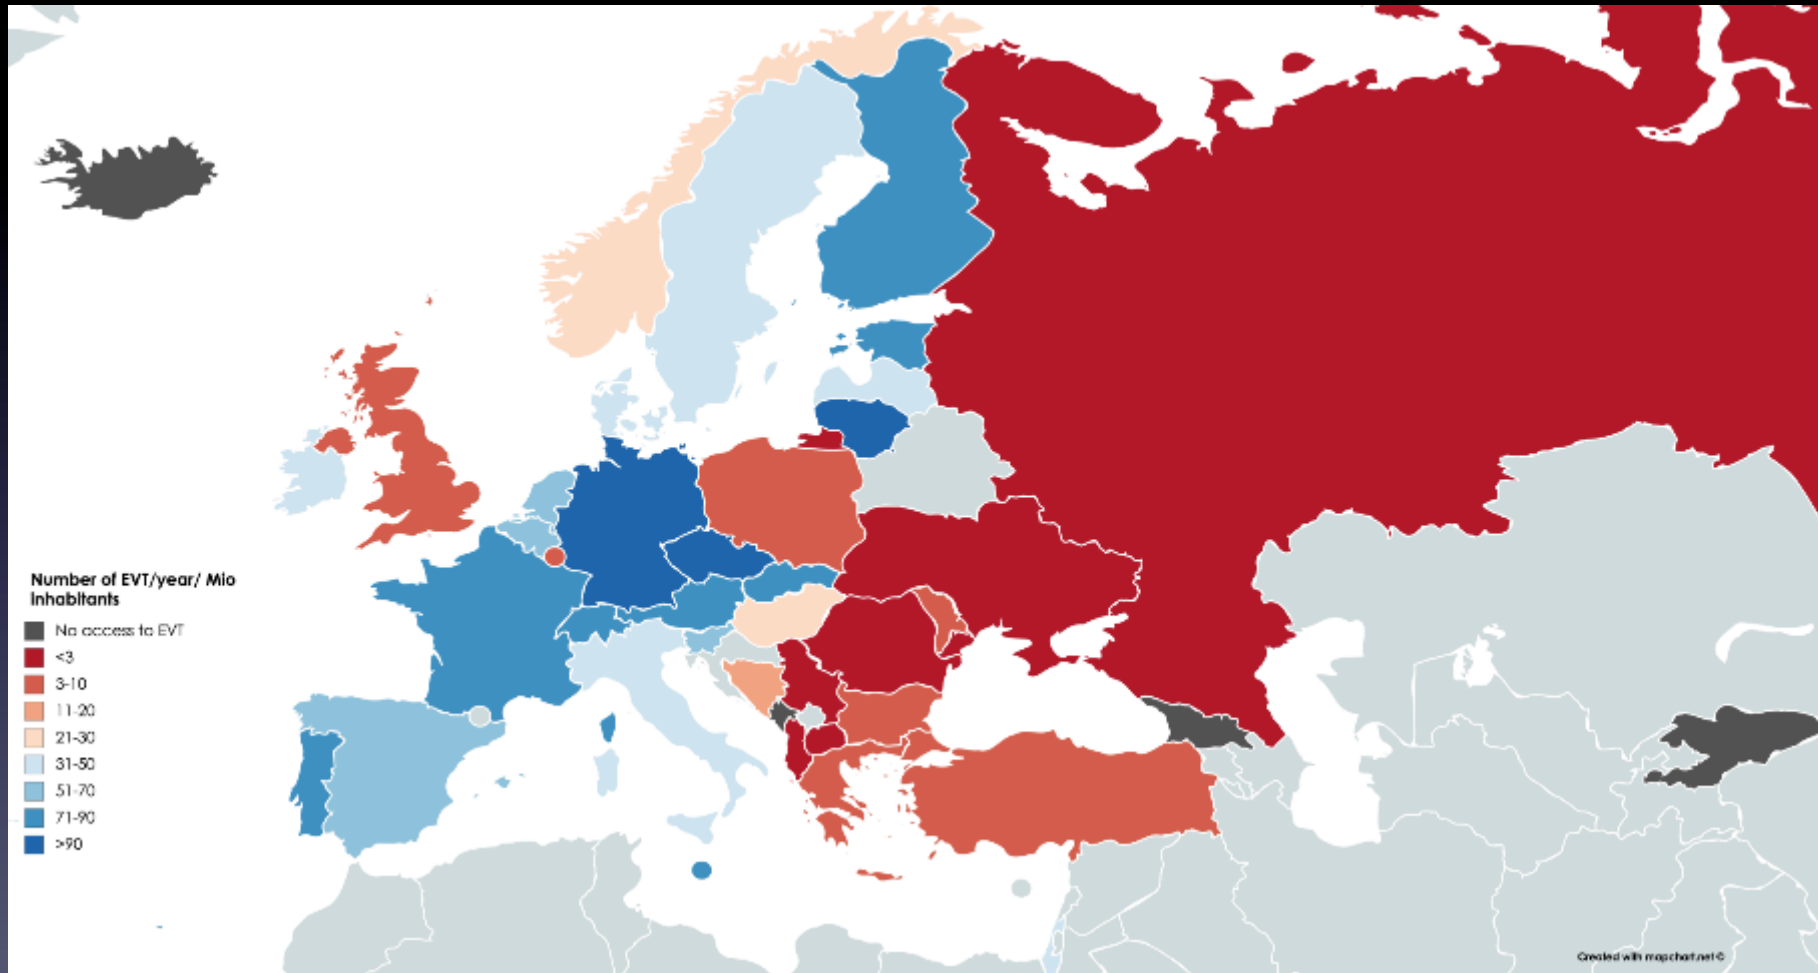 Number of EVT/year/ Mio
Inhabitants
No access to EVT
<3
3-10
11-20
21-30
31-50
51-70
71-90
>90
Created with mapchart.net ©